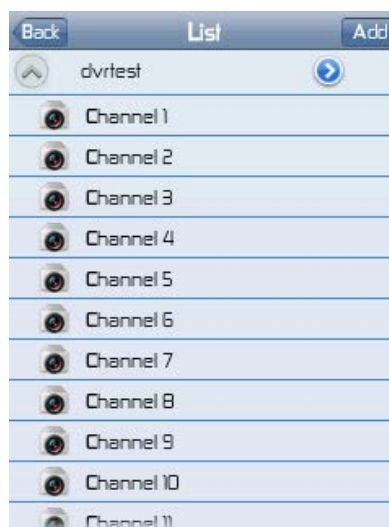 Back List Add
dvrtest
Channel 1
Channel 2
Channel 3
Channel 4
Channel 5
Channel 6
Channel 7
Channel 8
Channel 9
Channel 10
Channel 11